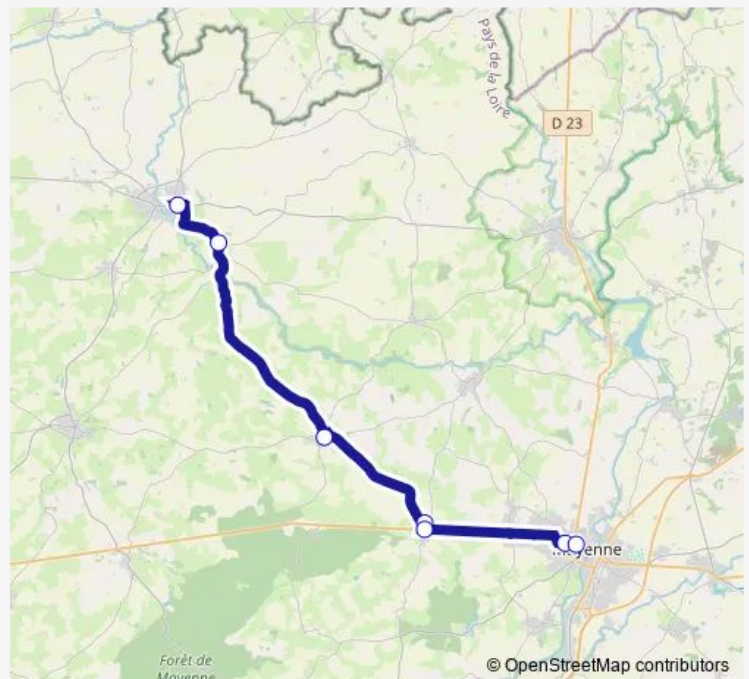 Pays de la Loire
D 23
Mayenne
Forêt de
Mayenne
© OpenStreetMap contributors